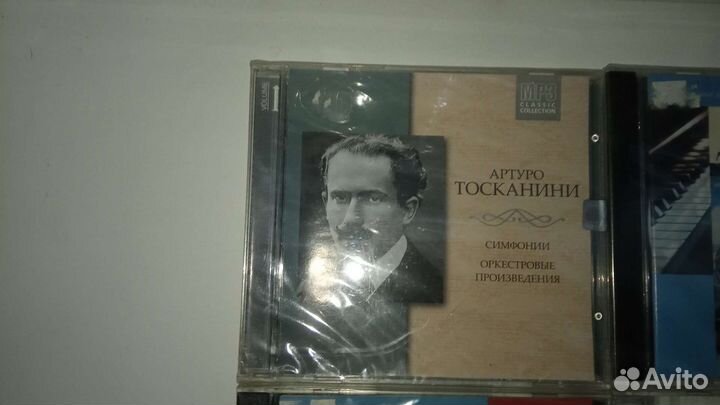 VOLUME 1
MP3
CLASSIC
COLLECTION
АРТУРО
ТОСКАНИНИ
СИМФОНИИ
ОРКЕСТРОВЫЕ
ПРОИЗВЕДЕНИЯ
Avito